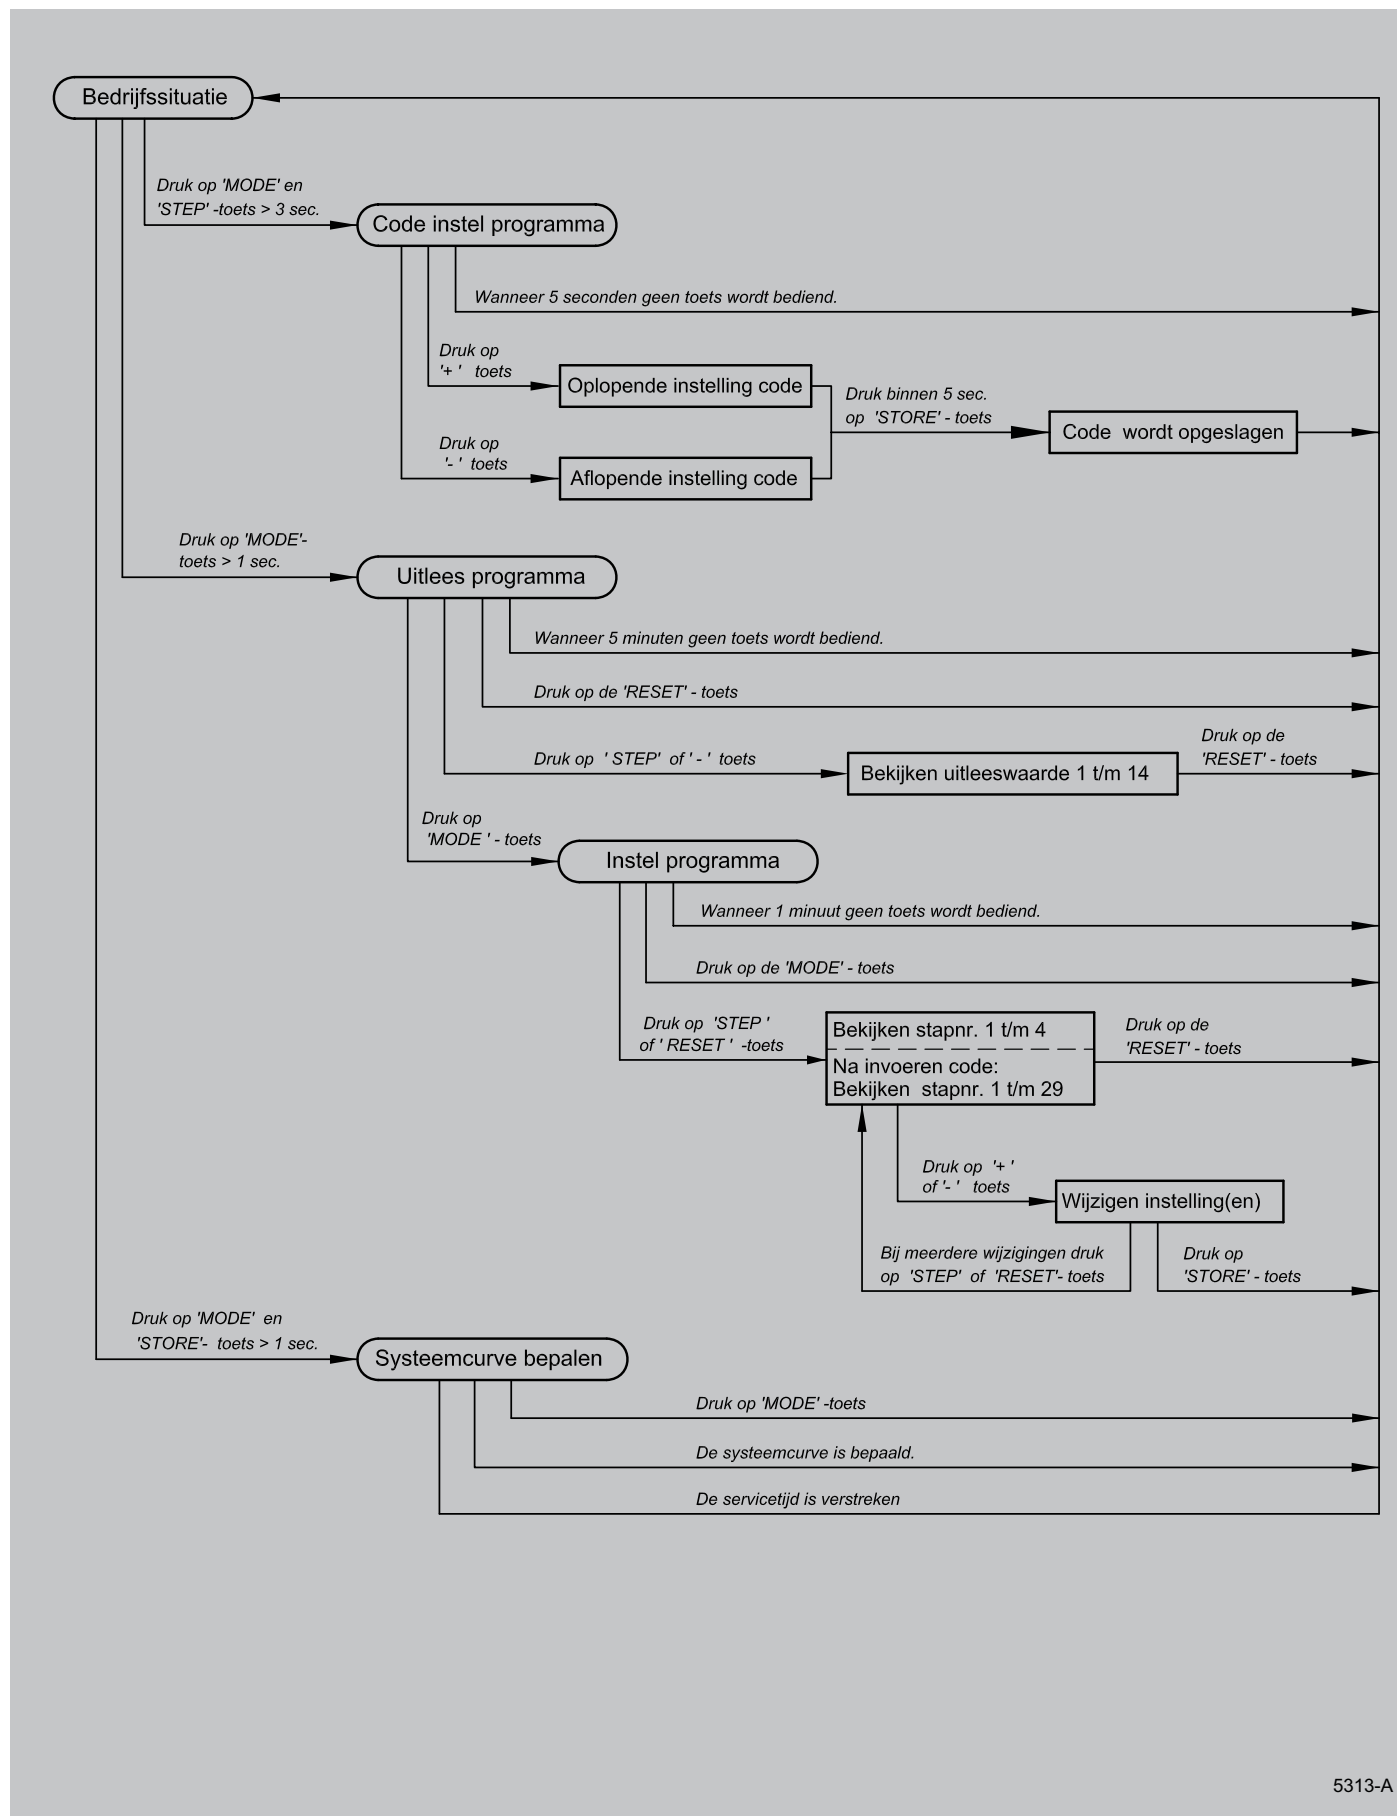 Bedrijfssituatie
Druk op 'MODE' en
'STEP' -toets > 3 sec.
Code instel programma
Wanneer 5 seconden geen toets wordt bediend.
Druk op
'+ ' toets
Oplopende instelling code
Druk binnen 5 sec.
op 'STORE' - toets
Code wordt opgeslagen
Druk op
'- ' toets
Aflopende instelling code
Druk op 'MODE'-
toets > 1 sec.
Uitlees programma
Wanneer 5 minuten geen toets wordt bediend.
Druk op de 'RESET' - toets
Druk op ' STEP' of ' - ' toets
Bekijken uitleeswaarde 1 t/m 14
Druk op de
'RESET' - toets
Druk op
'MODE ' - toets
Instel programma
Wanneer 1 minuut geen toets wordt bediend.
Druk op de 'MODE' - toets
Druk op 'STEP '
of ' RESET ' -toets
Bekijken stapnr. 1 t/m 4
Na invoeren code:
Bekijken stapnr. 1 t/m 29
Druk op de
'RESET' - toets
Druk op '+ '
of '- ' toets
Wijzigen instelling(en)
Bij meerdere wijzigingen druk
op 'STEP' of 'RESET'- toets
Druk op
'STORE' - toets
Druk op 'MODE' en
'STORE'- toets > 1 sec.
Systeemcurve bepalen
Druk op 'MODE' -toets
De systeemcurve is bepaald.
De servicetijd is verstreken
5313-A